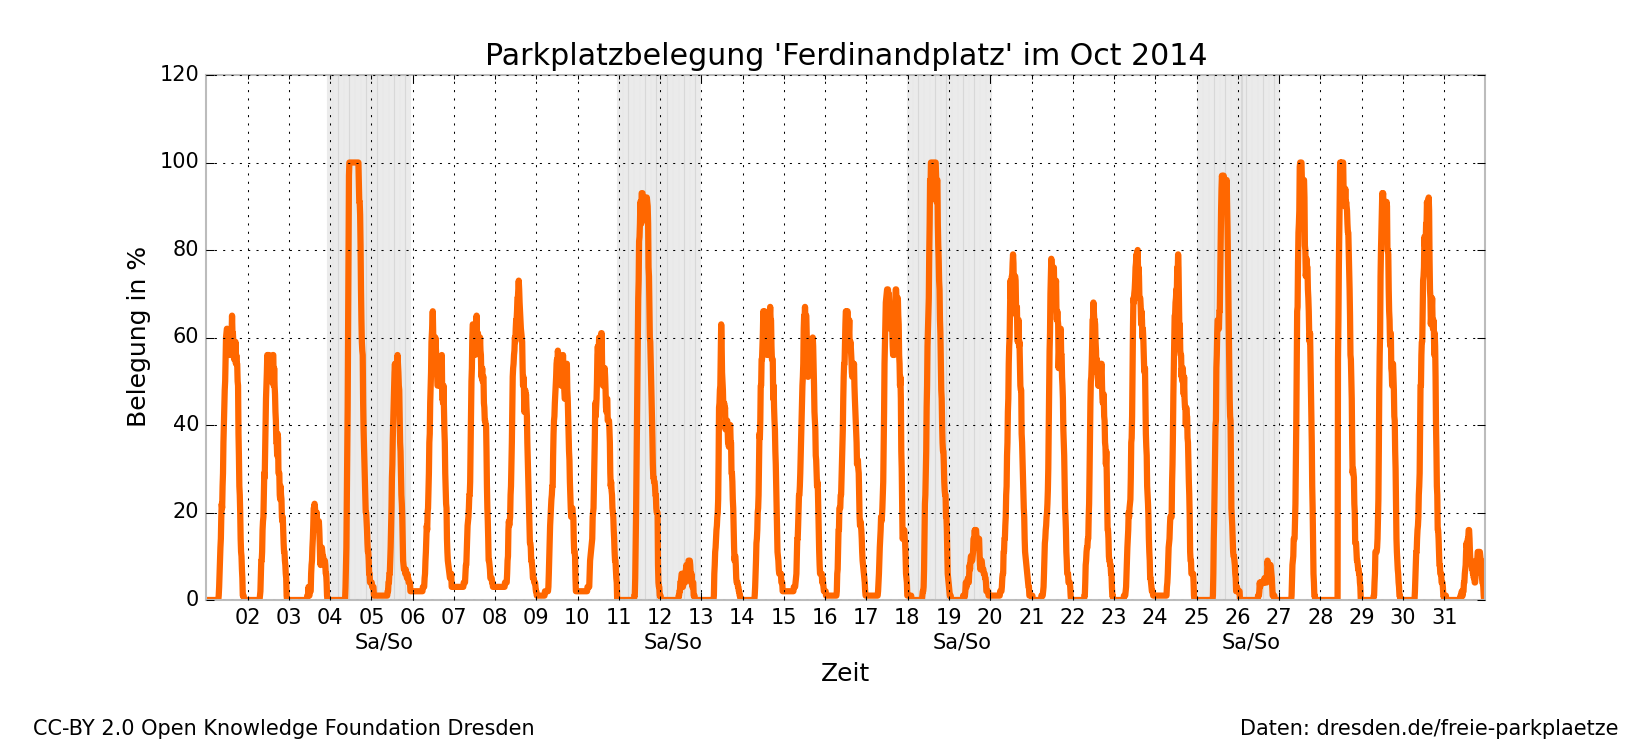 Parkplatzbelegung 'Ferdinandplatz' im Oct 2014
120
100
80
60
40
20
0
Belegung in %
02 03 04 05 06 07 08 09 10 11 12 13 14 15 16 17 18 19 20 21 22 23 24 25 26 27 28 29 30 31
Sa/So Sa/So Sa/So Sa/So
Zeit
CC-BY 2.0 Open Knowledge Foundation Dresden
Daten: dresden.de/freie-parkplaetze